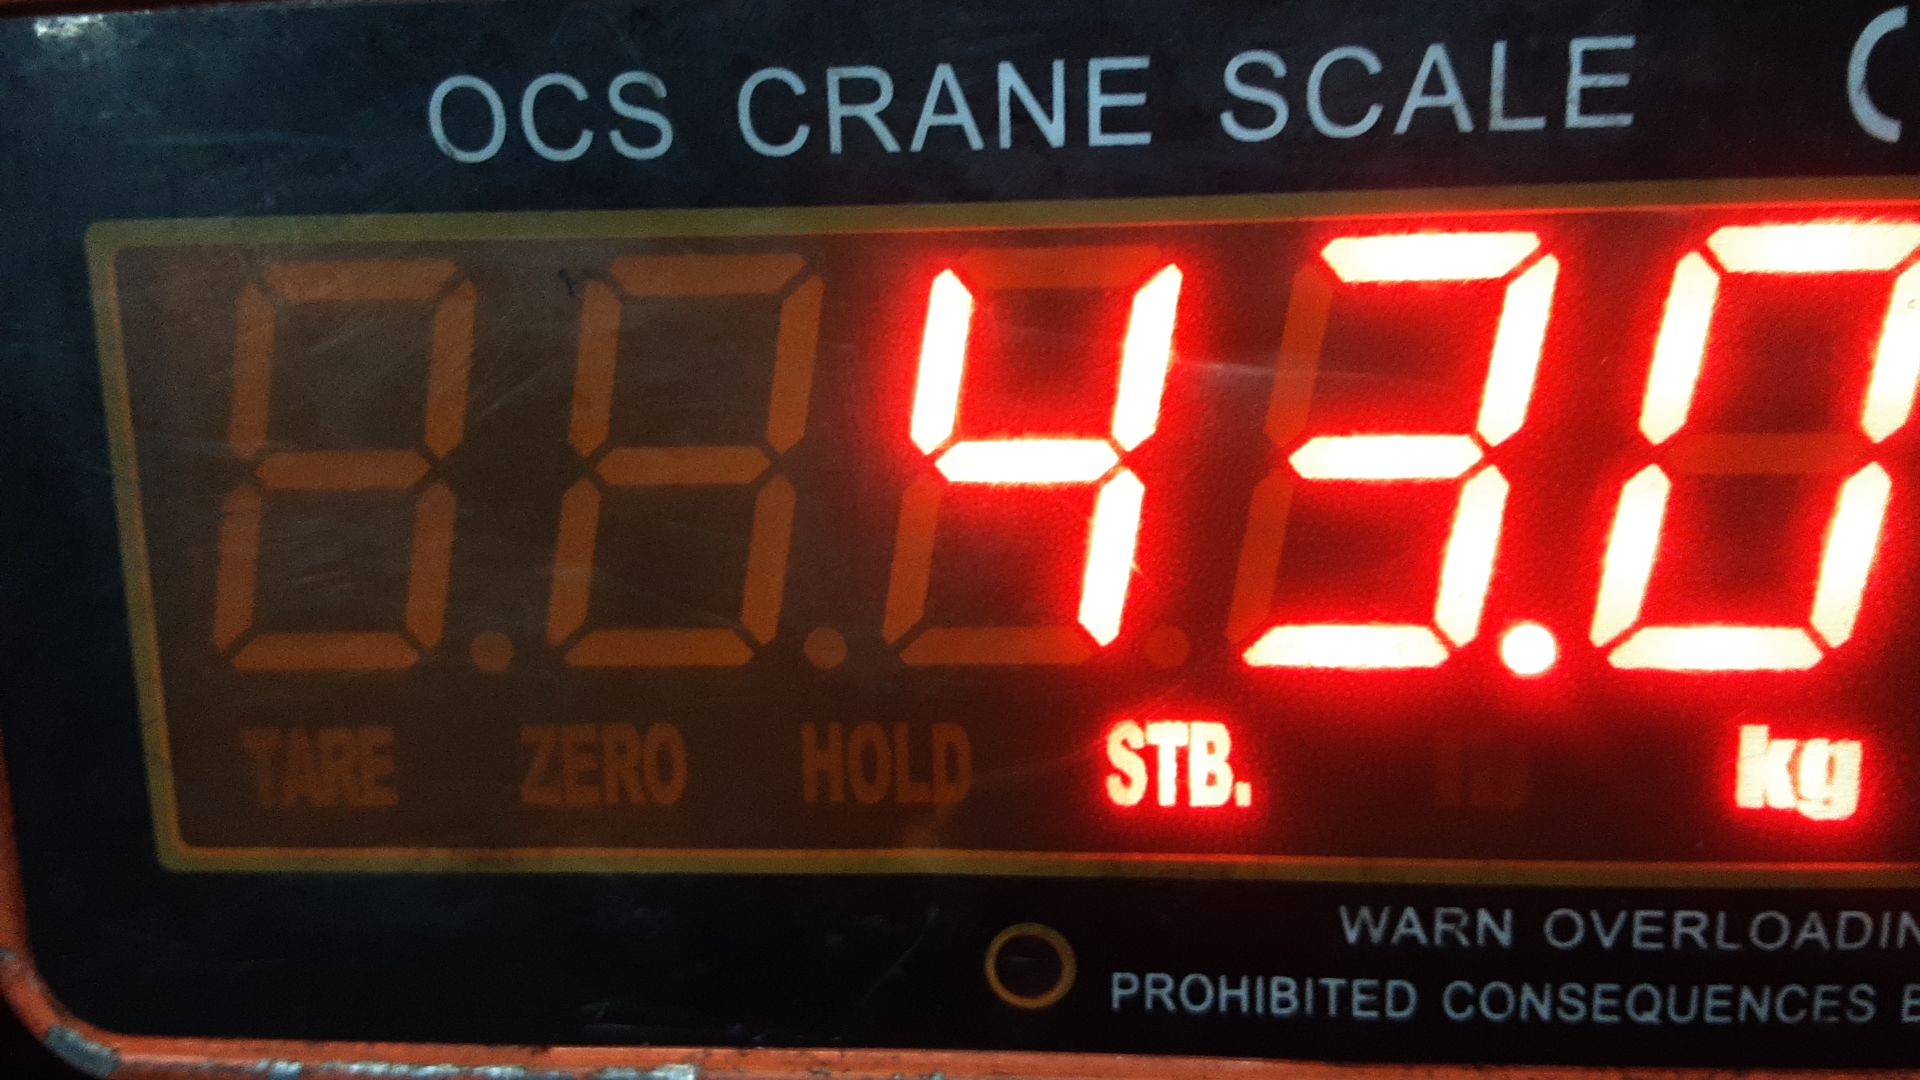 OCS CRANE SCALE
43.0
TARE ZERO HOLD STB. kg
WARN OVERLOADIN
PROHIBITED CONSEQUENCES